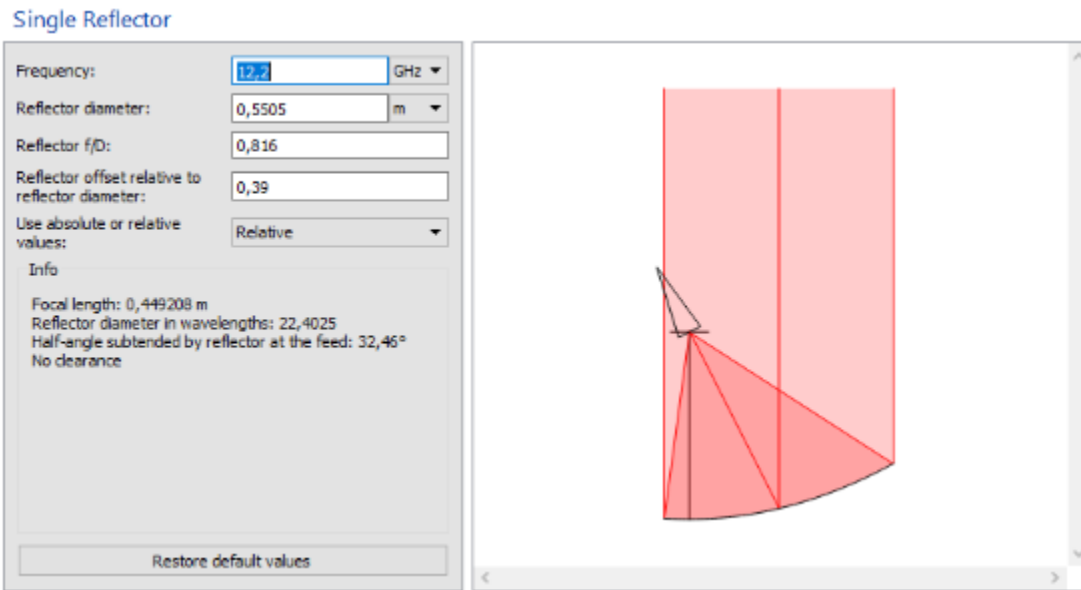 Single Reflector
Frequency: 12,2 GHz
Reflector diameter: 0,5505 m
Reflector f/D: 0,816
Reflector offset relative to
reflector diameter: 0,39
Use absolute or relative
values: Relative
Info
Focal length: 0,449208 m
Reflector diameter in wavelengths: 22,4025
Half-angle subtended by reflector at the feed: 32,46°
No clearance
Restore default values